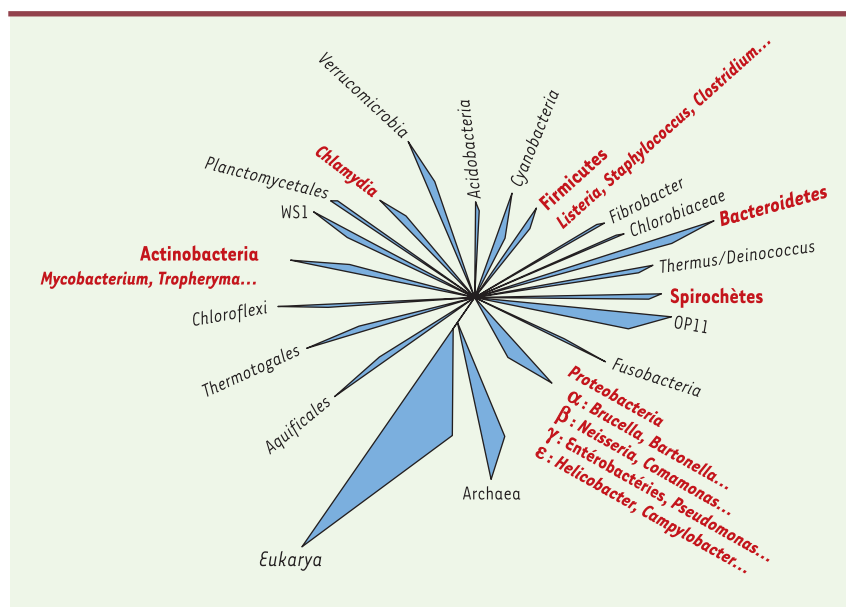 Verrucomicrobia
Acidobacteria
Cyanobacteria
Firmicutes
Listeria, Staphylococcus, Clostridium...
Chlamydia
Planctomycetales
WS1
Fibrobacter
Chlorobiaceae
Bacteroidetes
Actinobacteria
Mycobacterium, Tropheryma...
Thermus/Deinococcus
Spirochètes
Chloroflexi
OP11
Thermotogales
Fusobacteria
Aquificales
Proteobacteria
α : Brucella, Bartonella...
β : Neisseria, Comamonas...
γ : Entérobactéries, Pseudomonas...
ε : Helicobacter, Campylobacter...
Archaea
Eukarya